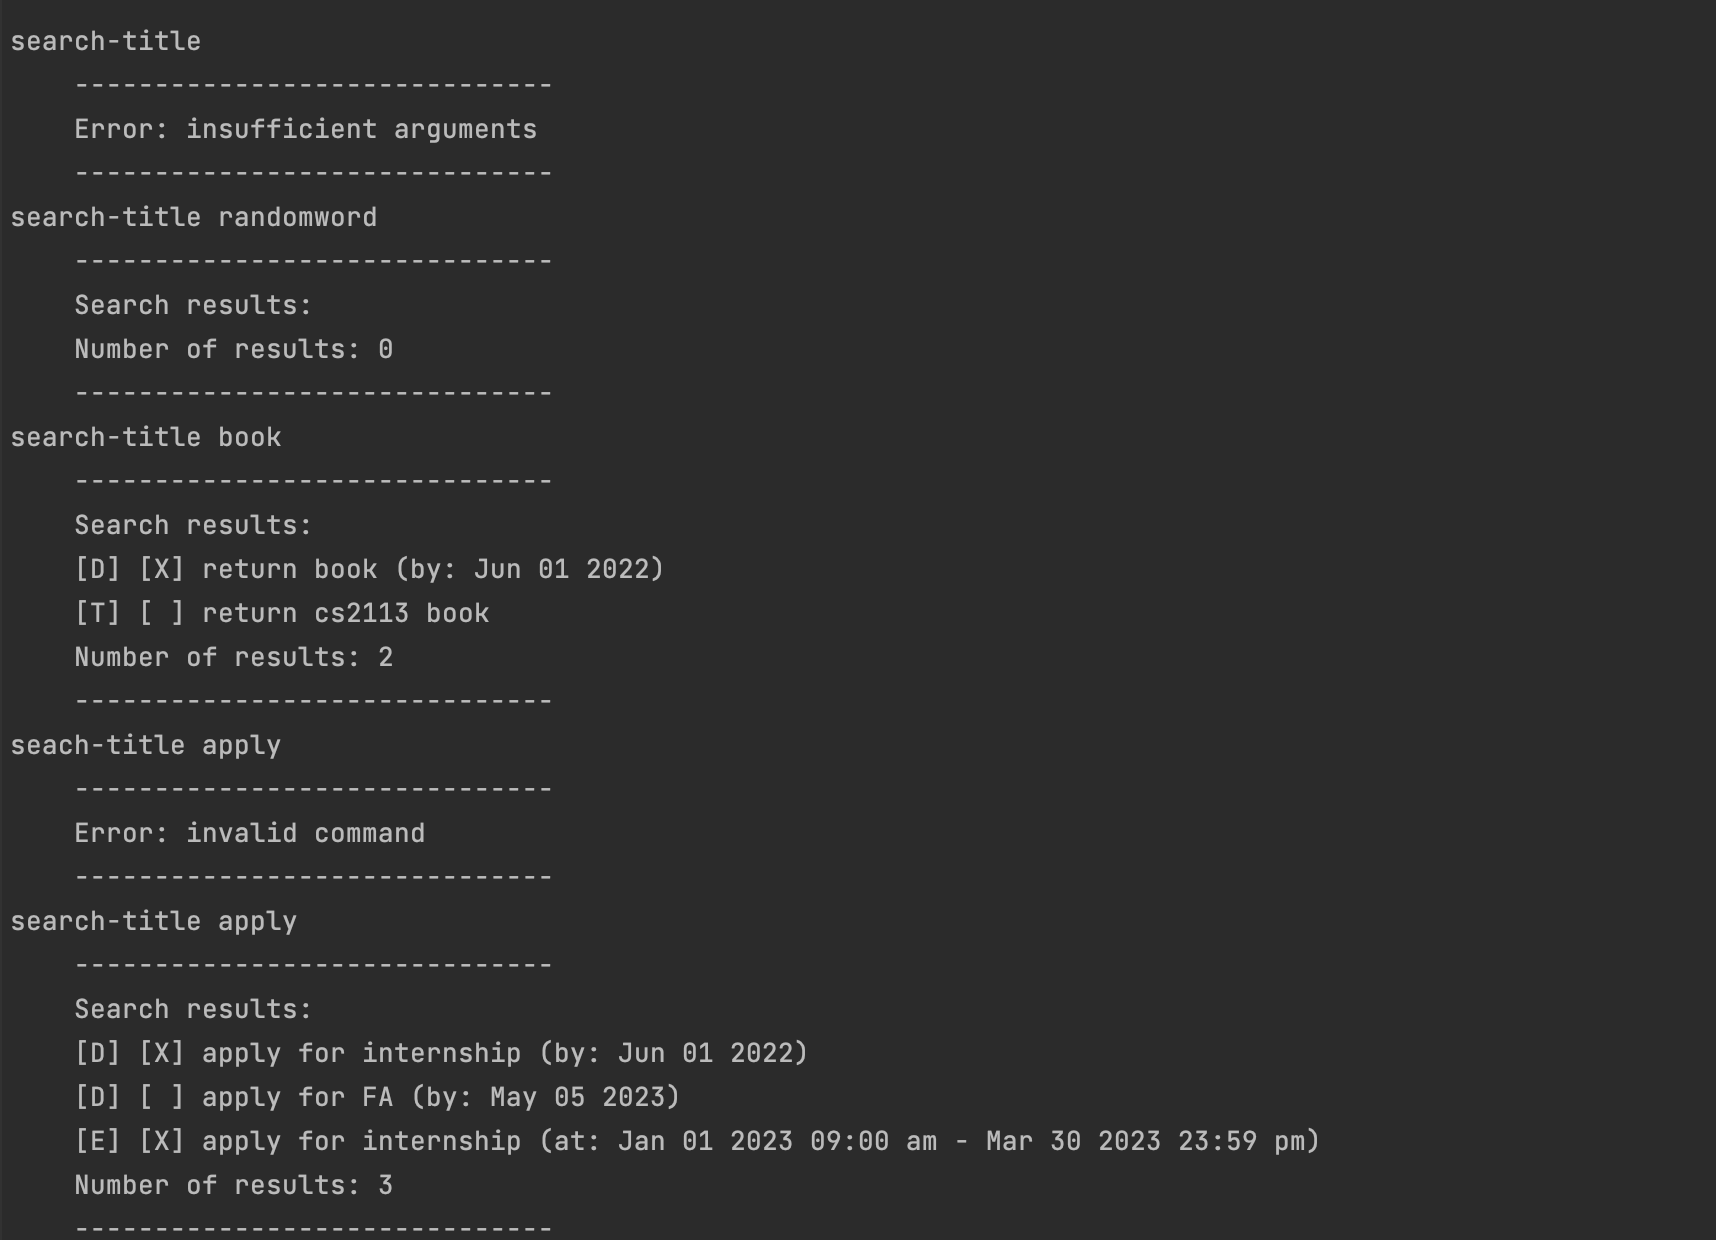 search-title
    ------------------------------
    Error: insufficient arguments
    ------------------------------
search-title randomword
    ------------------------------
    Search results:
    Number of results: 0
    ------------------------------
search-title book
    ------------------------------
    Search results:
    [D] [X] return book (by: Jun 01 2022)
    [T] [ ] return cs2113 book
    Number of results: 2
    ------------------------------
seach-title apply
    ------------------------------
    Error: invalid command
    ------------------------------
search-title apply
    ------------------------------
    Search results:
    [D] [X] apply for internship (by: Jun 01 2022)
    [D] [ ] apply for FA (by: May 05 2023)
    [E] [X] apply for internship (at: Jan 01 2023 09:00 am - Mar 30 2023 23:59 pm)
    Number of results: 3
    ------------------------------